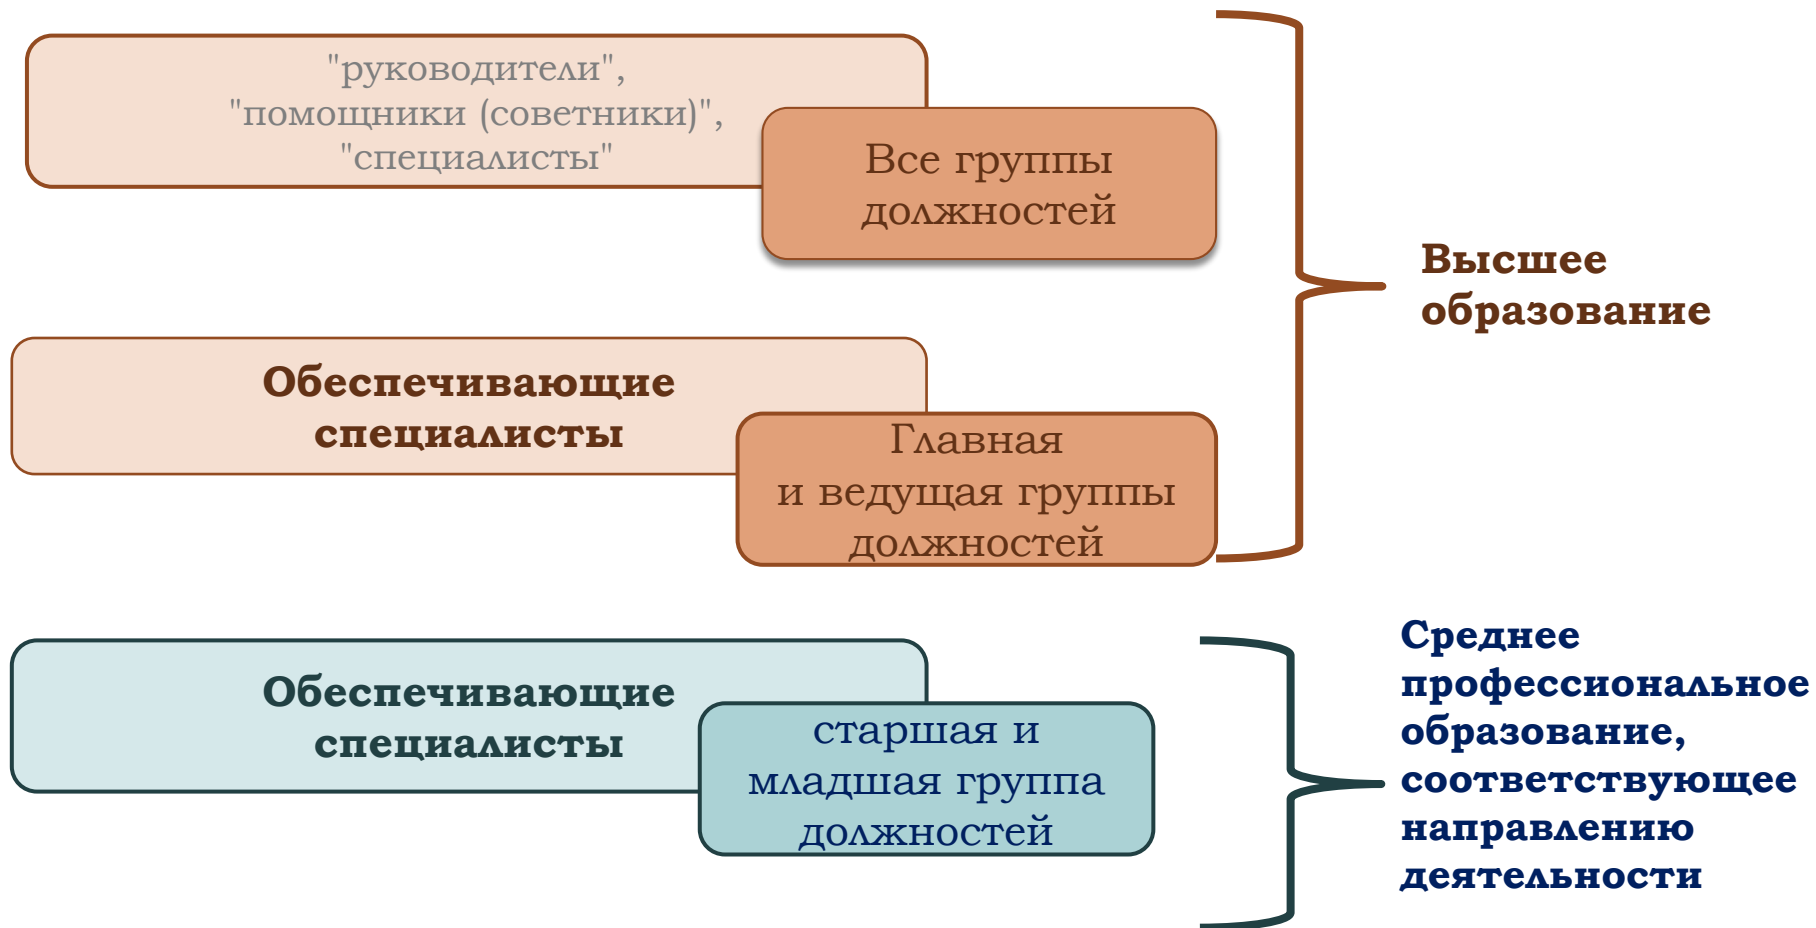 "руководители",
"помощники (советники)",
"специалисты"
Все группы
должностей
Высшее
образование
Обеспечивающие
специалисты
Главная
и ведущая группы
должностей
Обеспечивающие
специалисты
старшая и
младшая группа
должностей
Среднее
профессиональное
образование,
соответствующее
направлению
деятельности